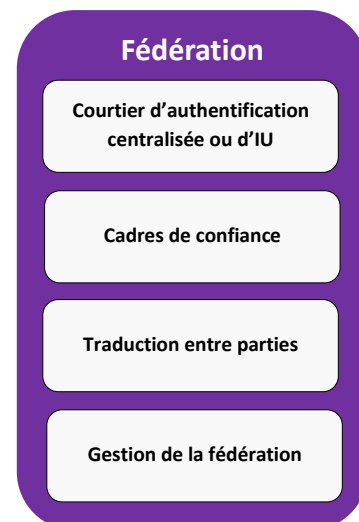 Fédération
Courtier d’authentification
centralisée ou d’IU
Cadres de confiance
Traduction entre parties
Gestion de la fédération